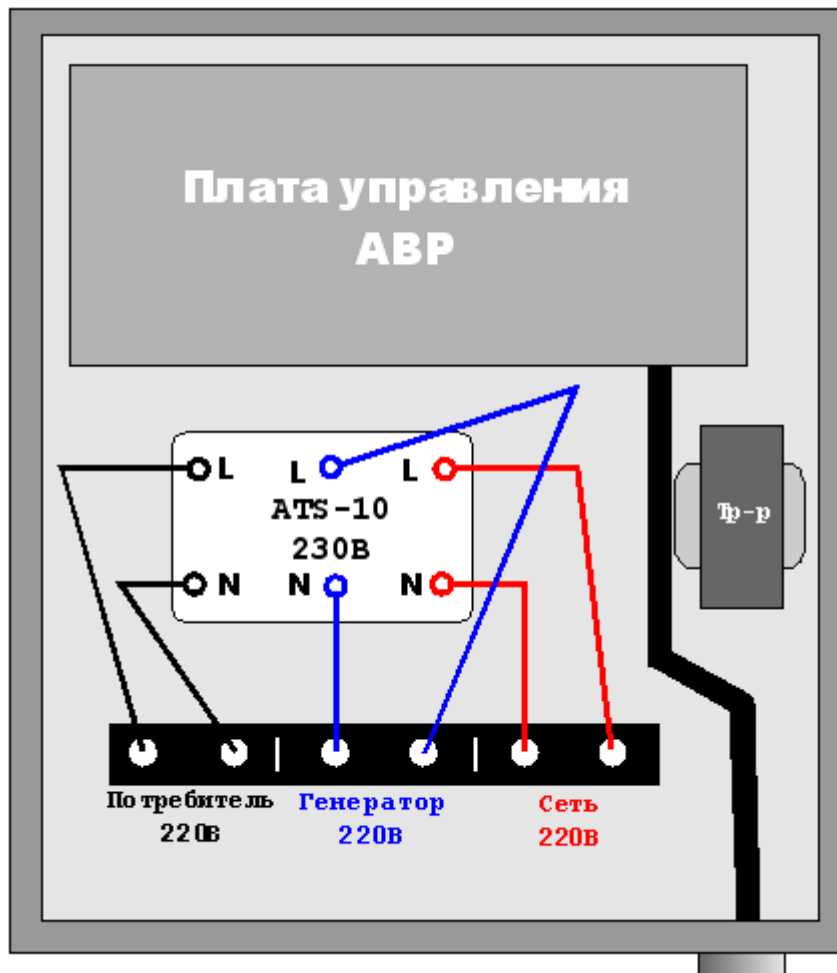 Плата управления
АВР
L L L
ATS-10
230В
N N N
Тр-р
Потребитель
220В
Генератор
220В
Сеть
220В